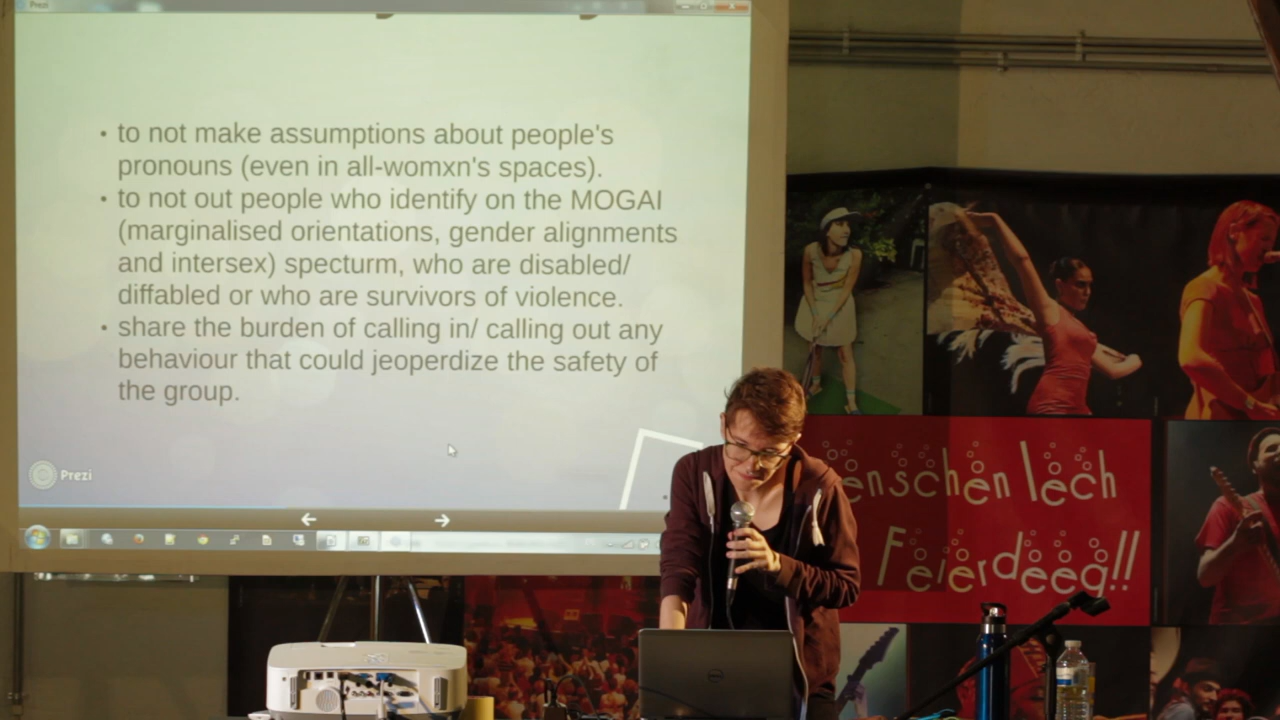 Prezi
• to not make assumptions about people's
pronouns (even in all-womxn's spaces).
• to not out people who identify on the MOGAI
(marginalised orientations, gender alignments
and intersex) specturm, who are disabled/
diffabled or who are survivors of violence.
• share the burden of calling in/ calling out any
behaviour that could jeoperdize the safety of
the group.
Prezi
enschen lech
Feierdeeg!!
DELL